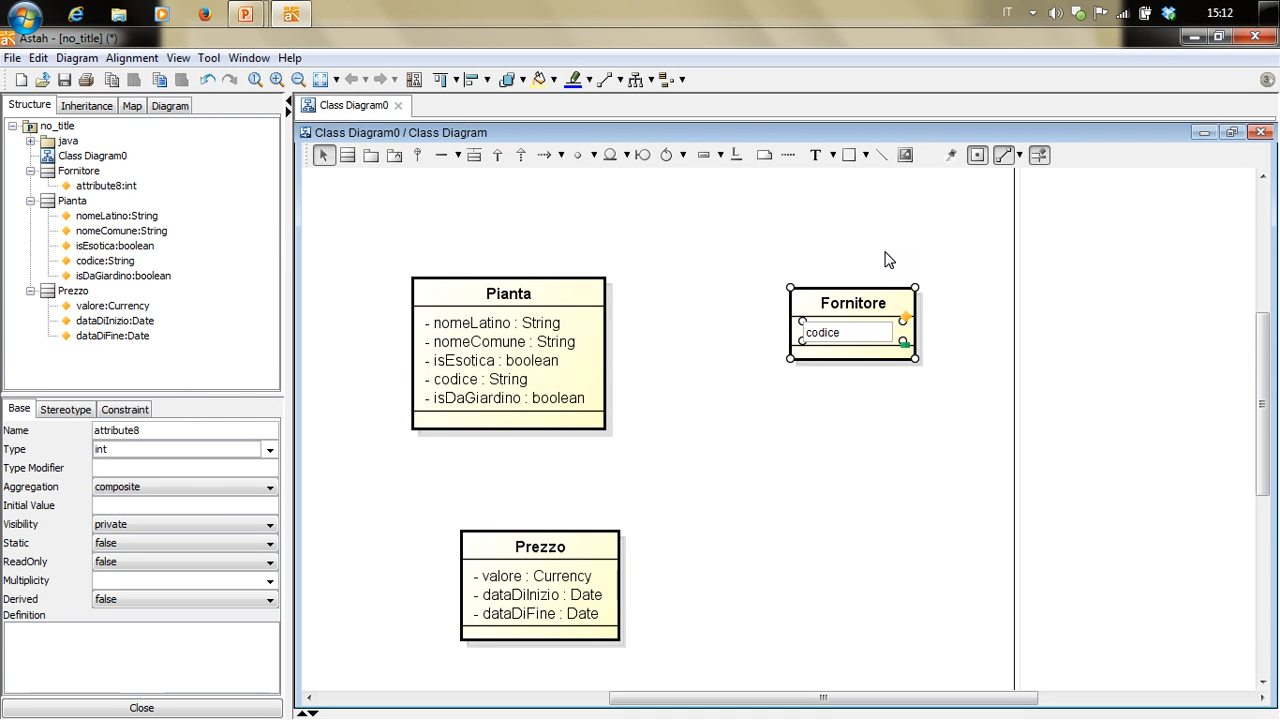 IT
15:12
Astah - [no_title] (*)
File Edit Diagram Alignment View Tool Window Help
Structure Inheritance Map Diagram
Class Diagram0
no_title
java
Class Diagram0
Fornitore
attribute8:int
Pianta
nomeLatino:String
nomeComune:String
isEsotica:boolean
codice:String
isDaGiardino:boolean
Prezzo
valore:Currency
dataDiInizio:Date
dataDiFine:Date
Base Stereotype Constraint
Name attribute8
Type int
Type Modifier
Aggregation composite
Initial Value
Visibility private
Static false
ReadOnly false
Multiplicity
Derived false
Definition
Close
Class Diagram0 / Class Diagram
T
Pianta
- nomeLatino : String
- nomeComune : String
- isEsotica : boolean
- codice : String
- isDaGiardino : boolean
Fornitore
codice
Prezzo
- valore : Currency
- dataDiInizio : Date
- dataDiFine : Date